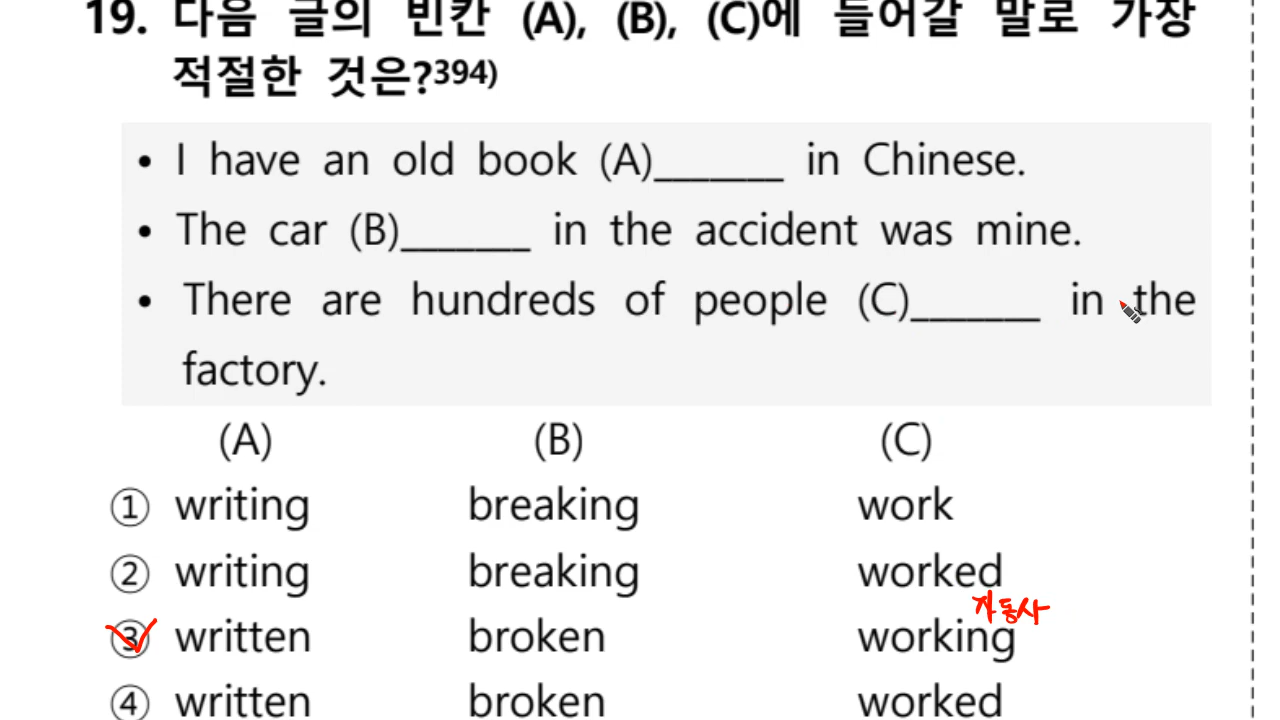 19. 다음 글의 빈칸 (A), (B), (C)에 들어갈 말로 가장
적절한 것은?394)
• I have an old book (A)_______ in Chinese.
• The car (B)_______ in the accident was mine.
• There are hundreds of people (C)_______ in the
factory.
(A) (B) (C)
① writing breaking work
② writing breaking worked
자동사
③ written broken working
④ written broken worked